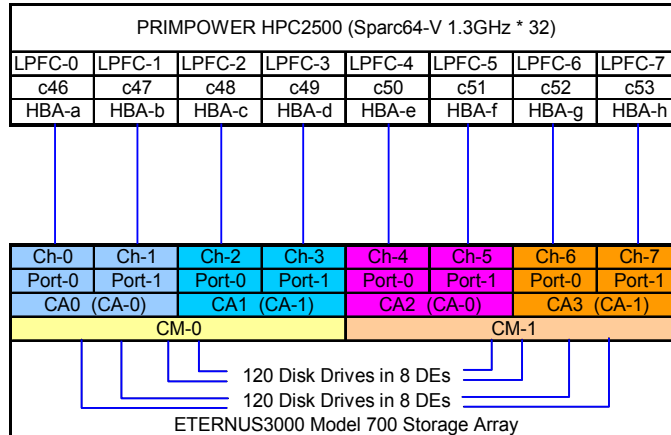 PRIMPOWER HPC2500 (Sparc64-V 1.3GHz * 32)
LPFC-0 LPFC-1 LPFC-2 LPFC-3 LPFC-4 LPFC-5 LPFC-6 LPFC-7
c46 c47 c48 c49 c50 c51 c52 c53
HBA-a HBA-b HBA-c HBA-d HBA-e HBA-f HBA-g HBA-h
Ch-0 Ch-1 Ch-2 Ch-3 Ch-4 Ch-5 Ch-6 Ch-7
Port-0 Port-1 Port-0 Port-1 Port-0 Port-1 Port-0 Port-1
CA0 (CA-0) CA1 (CA-1) CA2 (CA-0) CA3 (CA-1)
CM-0 CM-1
120 Disk Drives in 8 DEs
120 Disk Drives in 8 DEs
ETERNUS3000 Model 700 Storage Array